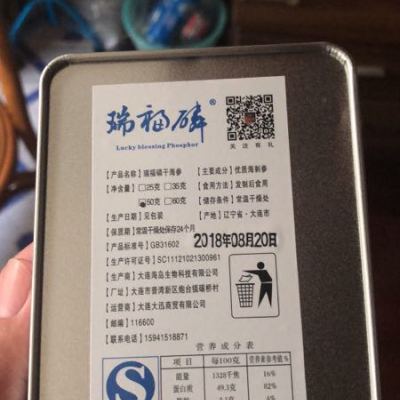 瑞福磷®
Lucky blessing Phosphor
关注有礼
【产品名称】瑞福磷干海参
【主要成分】优质海刺参
【净含量】□25克 □35克
【食用方法】发制后食用
50克 □60克
【储存条件】常温干燥处
【生产日期】见包装
【产地】辽宁省·大连市
【保质期】常温干燥处保存24个月
【产品标准号】GB31602
2018年08月20日
【生产许可证号】SC11121021300961
【生产商】大连海岛生物科技有限公司
【厂址】大连市普湾新区炮台镇碾桥村
【运营商】大连大迅商贸有限公司
【邮编】116600
【联系电话】15941518871
营养成分表
项目 每100克 营养素参考值%
能量 1328千焦 16%
蛋白质 49.3克 82%
4%